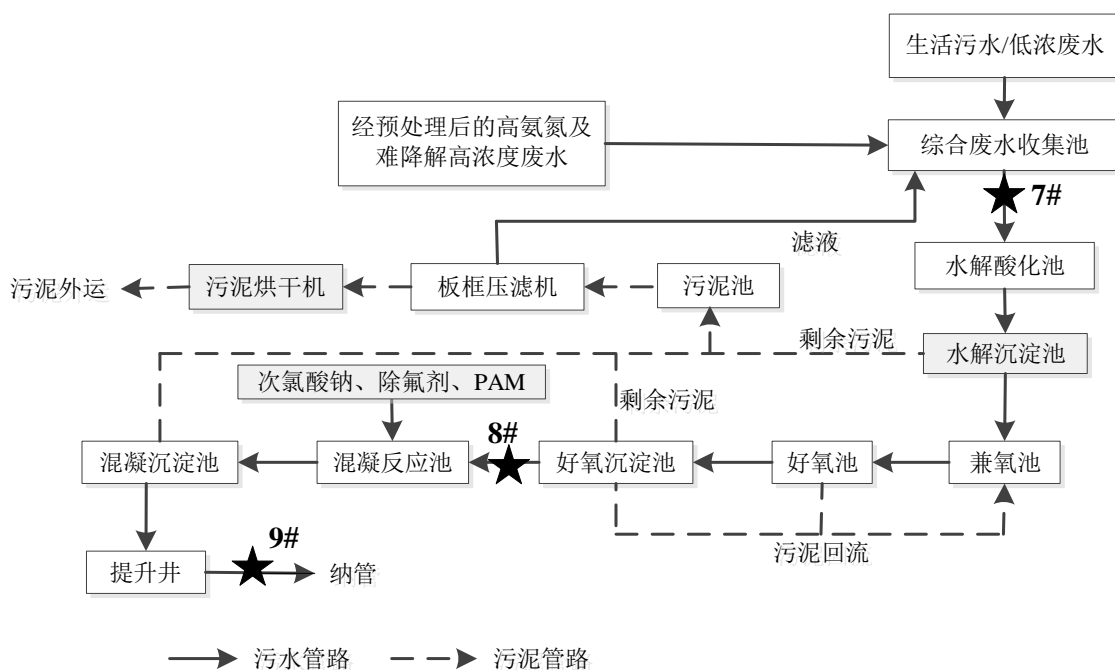 生活污水/低浓废水
经预处理后的高氨氮及
难降解高浓度废水
综合废水收集池
7#
滤液
水解酸化池
污泥外运
污泥烘干机
板框压滤机
污泥池
剩余污泥
水解沉淀池
次氯酸钠、除氟剂、PAM
剩余污泥
8#
混凝沉淀池
混凝反应池
好氧沉淀池
好氧池
兼氧池
9#
污泥回流
提升井
纳管
污水管路
污泥管路